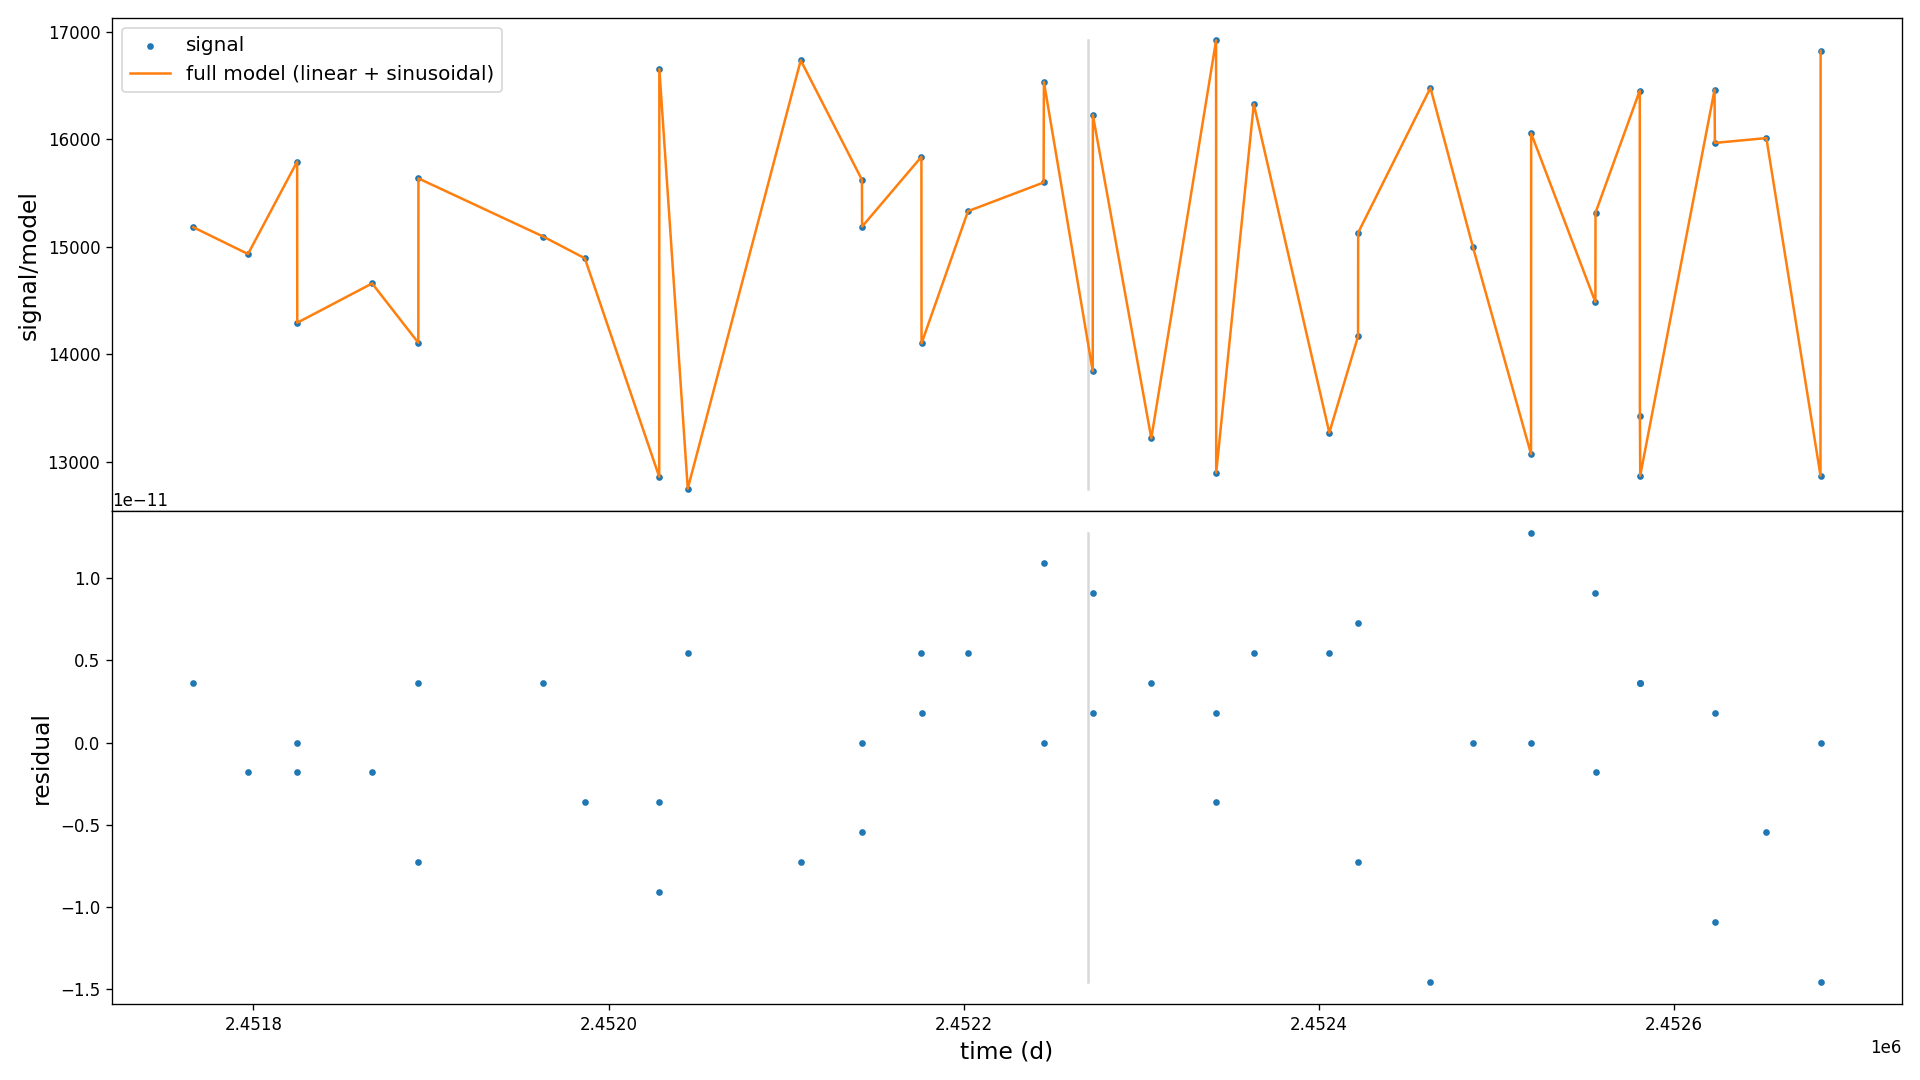 17000
signal
full model (linear + sinusoidal)
16000
15000
14000
13000
signal/model
1e−11
1.0
0.5
0.0
−0.5
−1.0
−1.5
residual
2.4518
2.4520
2.4522
2.4524
2.4526
1e6
time (d)